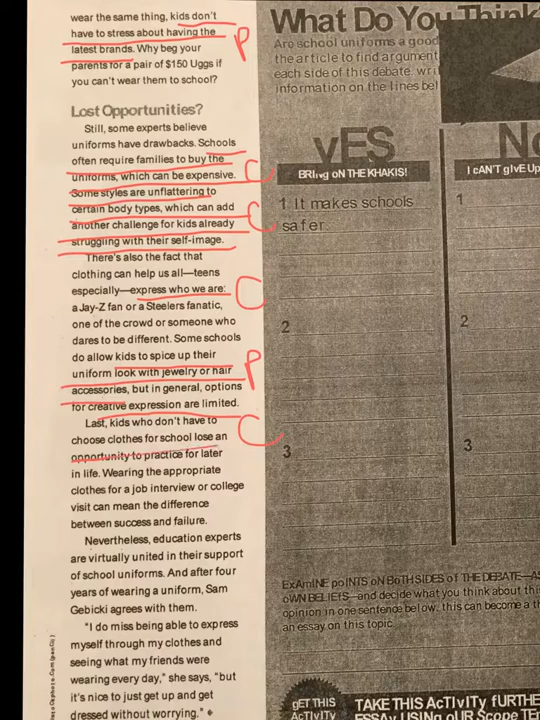 wear the same thing, kids don't
have to stress about having the
latest brands. Why beg your
parents for a pair of $150 Uggs if
you can't wear them to school?
P
Lost Opportunities?
Still, some experts believe
uniforms have drawbacks. Schools
often require families to buy the
uniforms, which can be expensive.
C
Some styles are unflattering to
certain body types, which can add
another challenge for kids already
struggling with their self-image.
C
There's also the fact that
clothing can help us all—teens
especially—express who we are:
C
a Jay-Z fan or a Steelers fanatic,
one of the crowd or someone who
dares to be different. Some schools
do allow kids to spice up their
uniform look with jewelry or hair
P
accessories, but in general, options
for creative expression are limited.
Last, kids who don't have to
C
choose clothes for school lose an
opportunity to practice for later
in life. Wearing the appropriate
clothes for a job interview or college
visit can mean the difference
between success and failure.
Nevertheless, education experts
are virtually united in their support
of school uniforms. And after four
years of wearing a uniform, Sam
Gebicki agrees with them.
"I do miss being able to express
myself through my clothes and
seeing what my friends were
wearing every day," she says, "but
it's nice to just get up and get
dressed without worrying."
What Do You Think
Are school uniforms a good
the article to find argument
each side of this debate. wri
information on the lines bel
yES
BRIng oN THE KHAKIS!
1 It makes schools
safer.
2
3
No
I cAN'T gIvE Up
1
2
3
ExAmINE poINTS oN BoTH SIDES of THE DEBATE—AS
oWN BELIEfS—and decide what you think about this
opinion in one sentence below. this can become a th
an essay on this topic.
gET THIS
AcTIvITy
TAKE THIS AcTIvITy fURTHE
ESSAy USINg oUR Scope TE